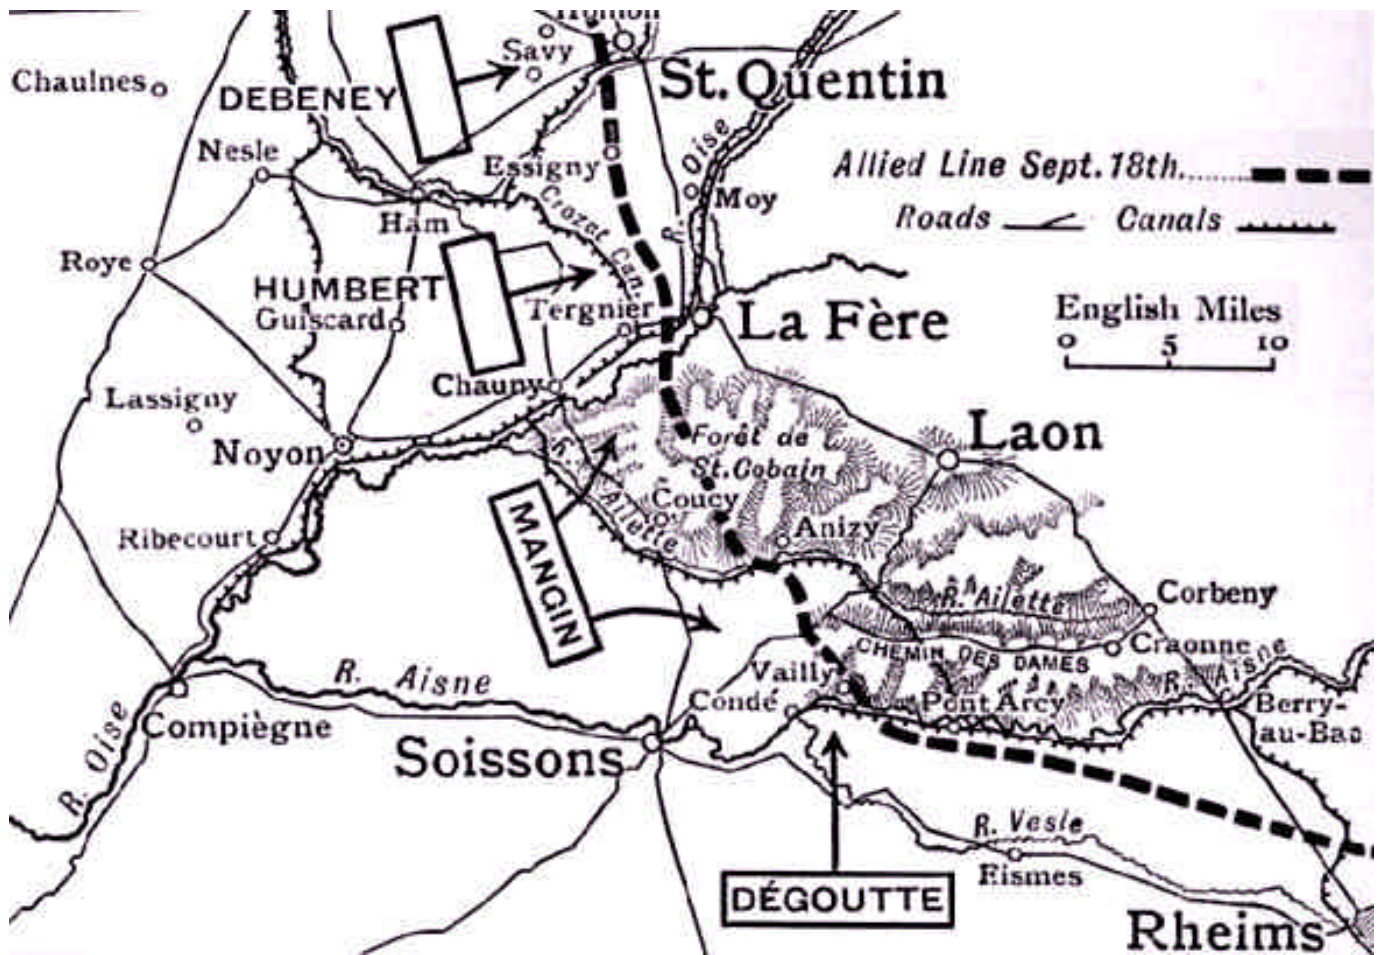 Savy
Chaulnes
St. Quentin
DEBENEY
Nesle
Essigny
R. Oise
Moy
Allied Line Sept. 18th
Ham
Crozat Can.
Roads
Canals
Roye
HUMBERT
Guiscard
Tergnier
La Fère
English Miles
0 5 10
Chauny
Lassigny
Noyon
Forêt de
St. Gobain
Laon
R. Ailette
Coucy
Anizy
MANGIN
Ribecourt
R. Ailette
Corbeny
CHEMIN DES DAMES
Craonne
Vailly
R. Aisne
R. Aisne
Condé
Pont Arcy
Berry-
au-Bac
R. Oise
Compiègne
Soissons
R. Vesle
Fismes
DÉGOUTTE
Rheims